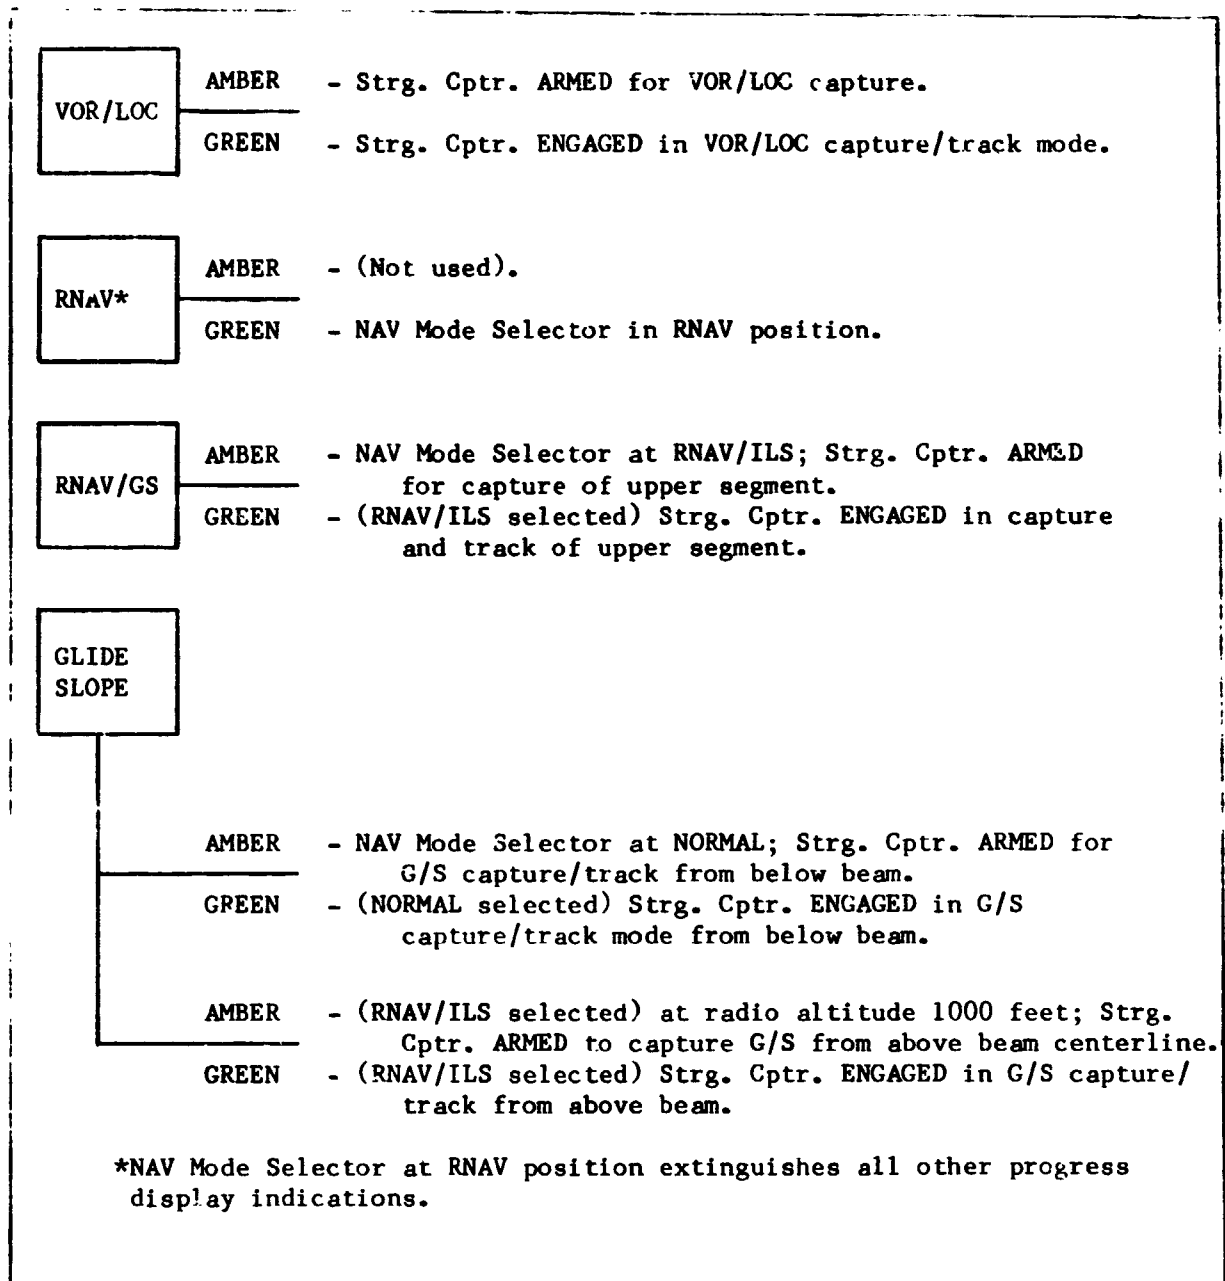 AMBER - Strg. Cptr. ARMED for VOR/LOC capture.
VOR/LOC
GREEN - Strg. Cptr. ENGAGED in VOR/LOC capture/track mode.
AMBER - (Not used).
RNAV*
GREEN - NAV Mode Selector in RNAV position.
AMBER - NAV Mode Selector at RNAV/ILS; Strg. Cptr. ARMED
for capture of upper segment.
RNAV/GS
GREEN - (RNAV/ILS selected) Strg. Cptr. ENGAGED in capture
and track of upper segment.
GLIDE
SLOPE
AMBER - NAV Mode Selector at NORMAL; Strg. Cptr. ARMED for
G/S capture/track from below beam.
GREEN - (NORMAL selected) Strg. Cptr. ENGAGED in G/S
capture/track mode from below beam.
AMBER - (RNAV/ILS selected) at radio altitude 1000 feet; Strg.
Cptr. ARMED to capture G/S from above beam centerline.
GREEN - (RNAV/ILS selected) Strg. Cptr. ENGAGED in G/S capture/
track from above beam.
*NAV Mode Selector at RNAV position extinguishes all other progress
display indications.